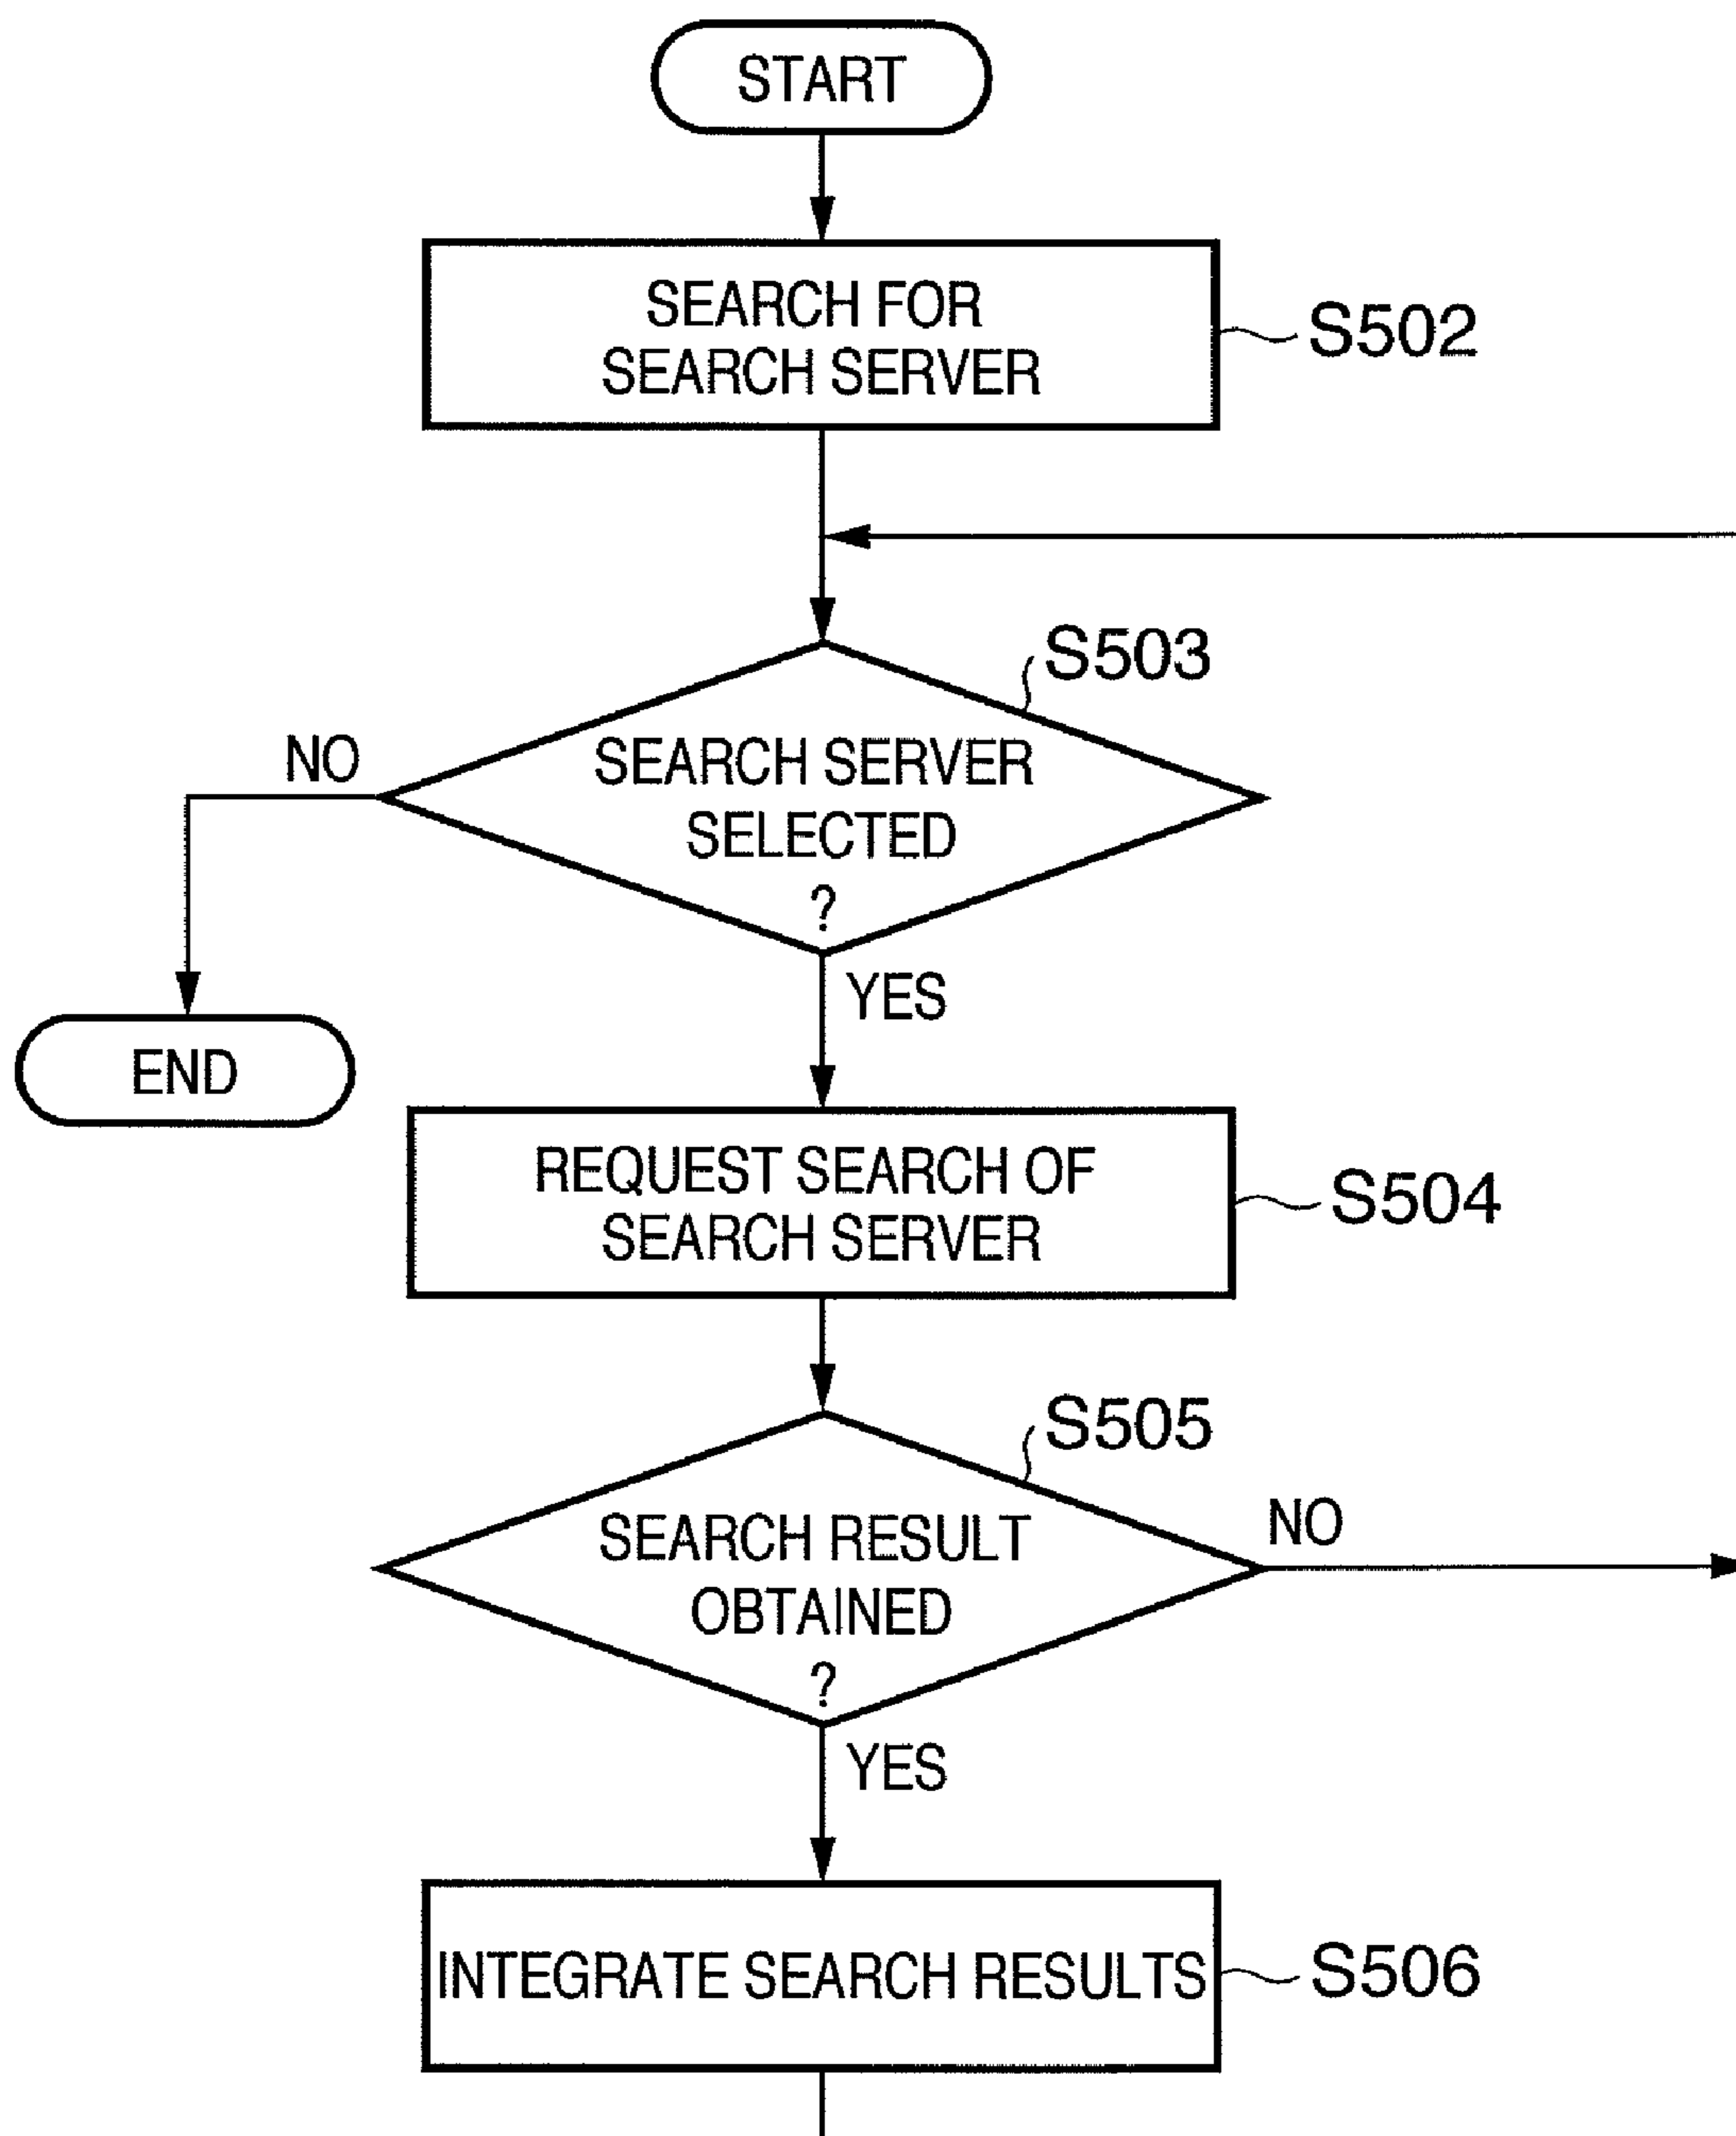 START
SEARCH FOR
SEARCH SERVER
S502
S503
NO
SEARCH SERVER
SELECTED
?
YES
END
REQUEST SEARCH OF
SEARCH SERVER
S504
S505
SEARCH RESULT
OBTAINED
?
NO
YES
INTEGRATE SEARCH RESULTS
S506